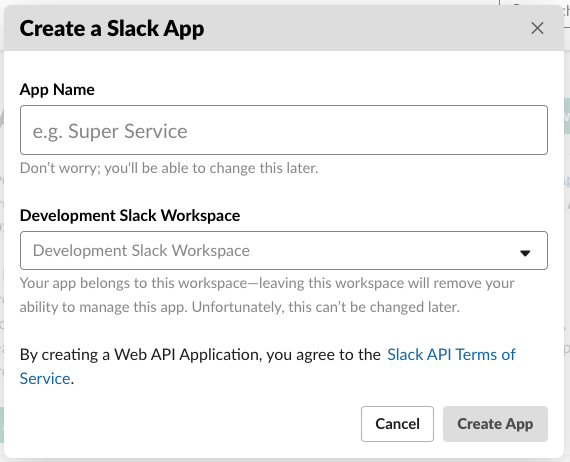 Create a Slack App
App Name
e.g. Super Service
Don't worry; you'll be able to change this later.
Development Slack Workspace
Development Slack Workspace
Your app belongs to this workspace—leaving this workspace will remove your
ability to manage this app. Unfortunately, this can't be changed later.
By creating a Web API Application, you agree to the Slack API Terms of
Service.
Cancel
Create App